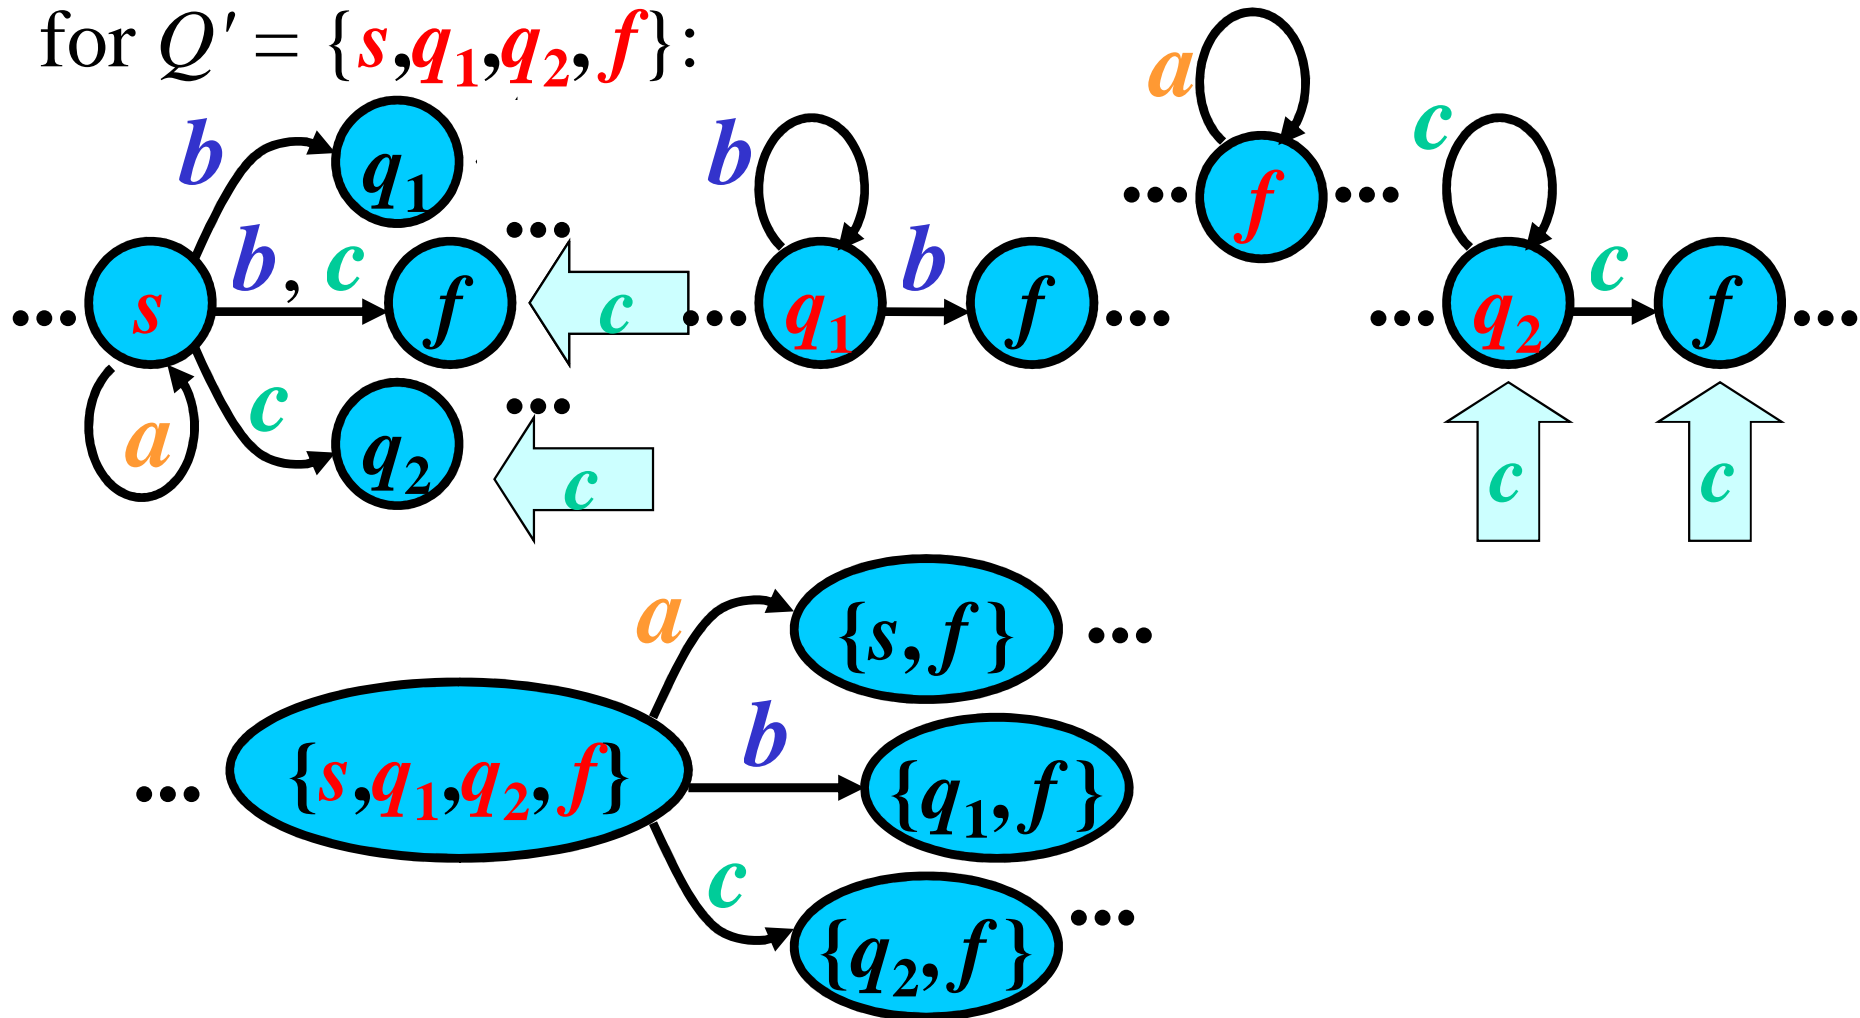 for Q′ = {s,q₁,q₂,f}:
a
b
q₁
b
c
...
f
...
...
b, c
b
c
...
s
f
c
...
q₁
f
...
...
q₂
f
...
a
c
q₂
...
c
c
c
a
{s,f}
...
b
...
{s,q₁,q₂,f}
{q₁,f}
c
{q₂,f}
...